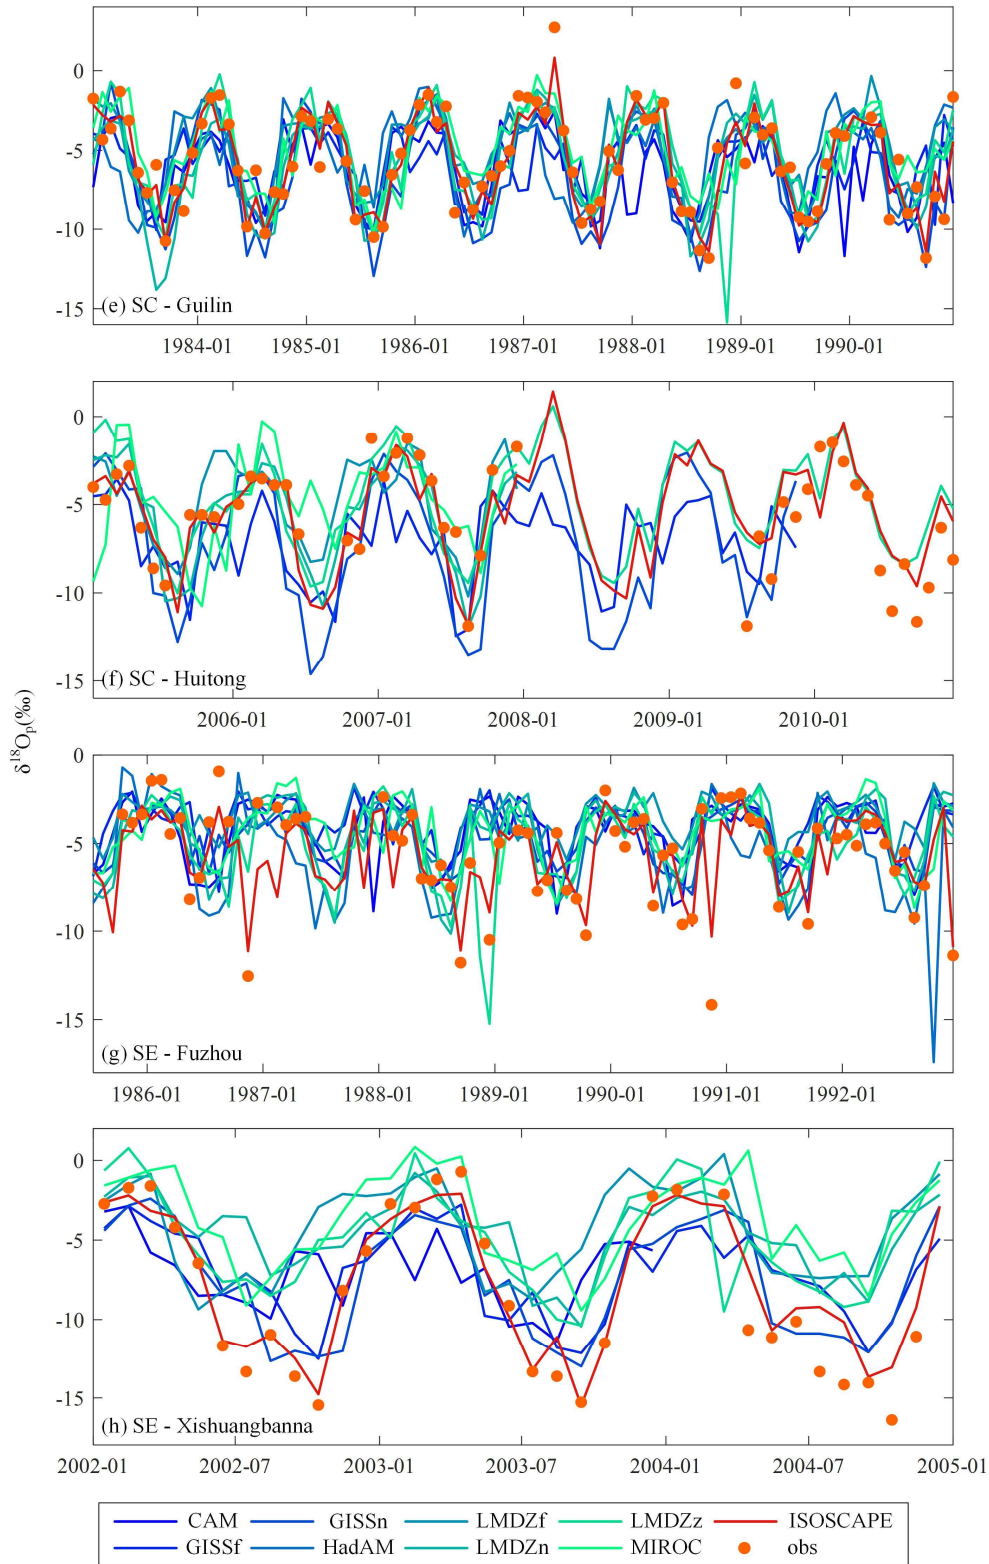 0
-5
-10
-15
(e) SC - Guilin
1984-01 1985-01 1986-01 1987-01 1988-01 1989-01 1990-01
0
-5
-10
-15
(f) SC - Huitong
2006-01 2007-01 2008-01 2009-01 2010-01
δ¹⁸Oₚ(‰)
0
-5
-10
-15
(g) SE - Fuzhou
1986-01 1987-01 1988-01 1989-01 1990-01 1991-01 1992-01
0
-5
-10
-15
(h) SE - Xishuangbanna
2002-01 2002-07 2003-01 2003-07 2004-01 2004-07 2005-01
CAM GISSn LMDZf LMDZz ISOSCAPE
GISSf HadAM LMDZn MIROC obs